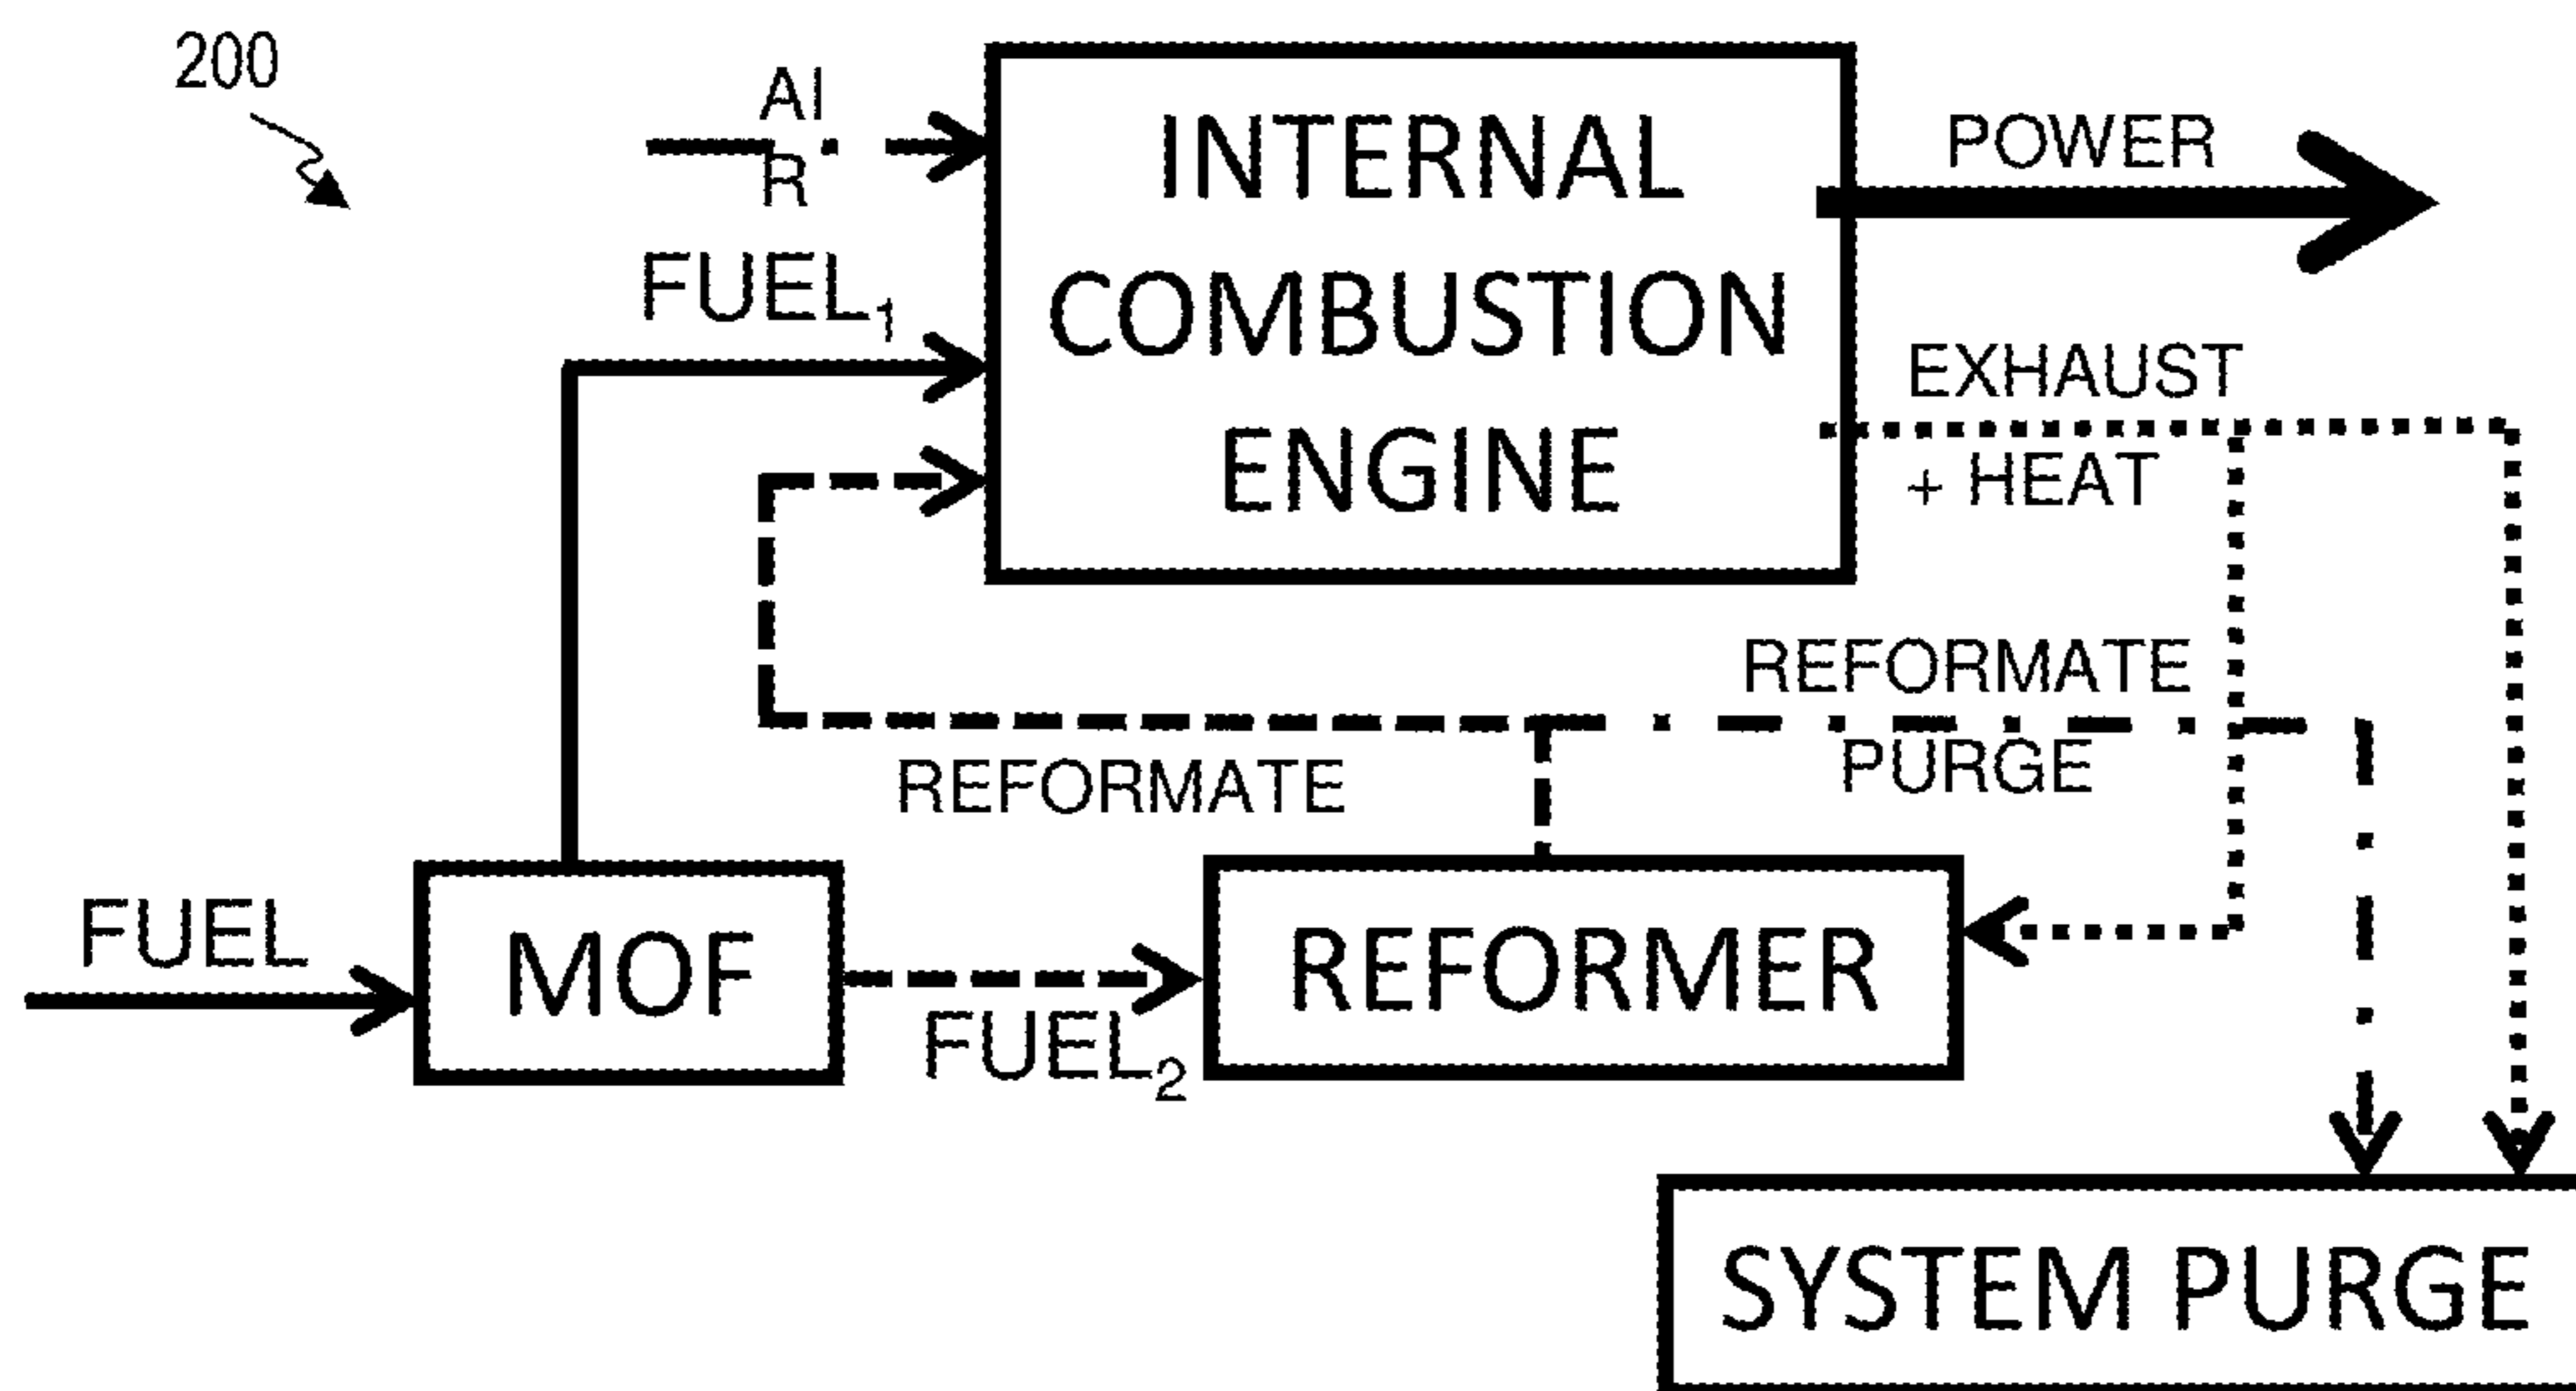 200
AI
R
INTERNAL
COMBUSTION
ENGINE
POWER
FUEL₁
EXHAUST
+ HEAT
REFORMATE
PURGE
REFORMATE
FUEL
MOF
FUEL₂
REFORMER
SYSTEM PURGE